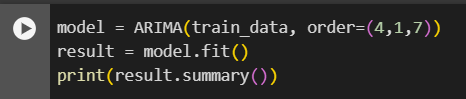 model = ARIMA(train_data, order=(4,1,7))
result = model.fit()
print(result.summary())